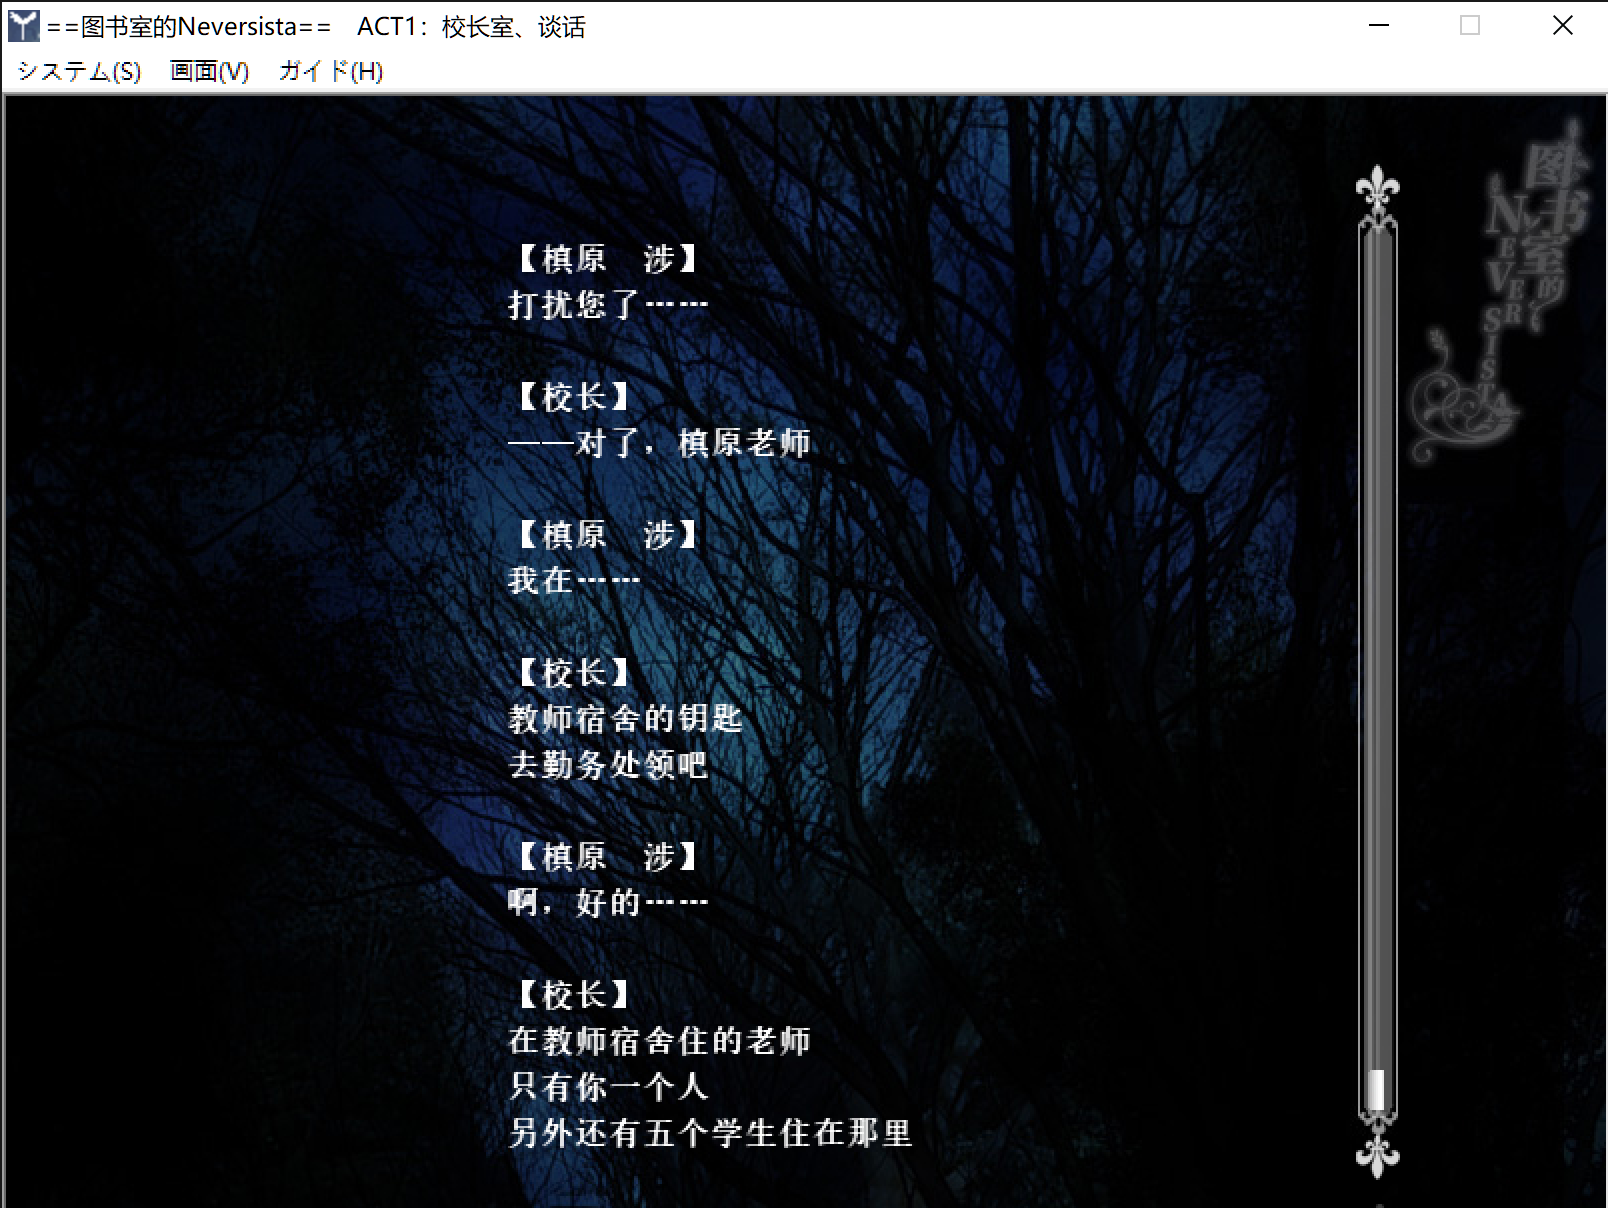 ==图书室的Neversista==　ACT1：校长室、谈话
システム(S)　画面(V)　ガイド(H)
图书室的
NEVERSISTA
【槙原　涉】
打扰您了……
【校长】
——对了，槙原老师
【槙原　涉】
我在……
【校长】
教师宿舍的钥匙
去勤务处领吧
【槙原　涉】
啊，好的……
【校长】
在教师宿舍住的老师
只有你一个人
另外还有五个学生住在那里